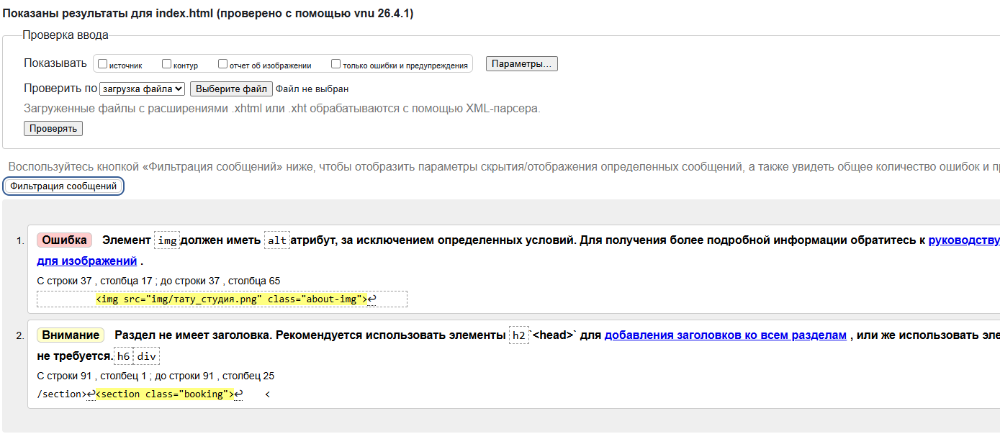 Показаны результаты для index.html (проверено с помощью vnu 26.4.1)
Проверка ввода
Показывать источник контур отчет об изображении только ошибки и предупреждения Параметры...
Проверить по загрузка файла Выберите файл Файл не выбран
Загруженные файлы с расширениями .xhtml или .xht обрабатываются с помощью XML-парсера.
Проверять
Воспользуйтесь кнопкой «Фильтрация сообщений» ниже, чтобы отобразить параметры скрытия/отображения определенных сообщений, а также увидеть общее количество ошибок и п
Фильтрация сообщений
1. Ошибка Элемент img должен иметь alt атрибут, за исключением определенных условий. Для получения более подробной информации обратитесь к руководству
для изображений .
С строки 37 , столбца 17 ; до строки 37 , столбца 65
<img src="img/тату_студия.png" class="about-img">↩
2. Внимание Раздел не имеет заголовка. Рекомендуется использовать элементы h2 `<head>` для добавления заголовков ко всем разделам , или же использовать эле
не требуется. h6 div
С строки 91 , столбец 1 ; до строки 91 , столбец 25
/section>↩<section class="booking">↩ <